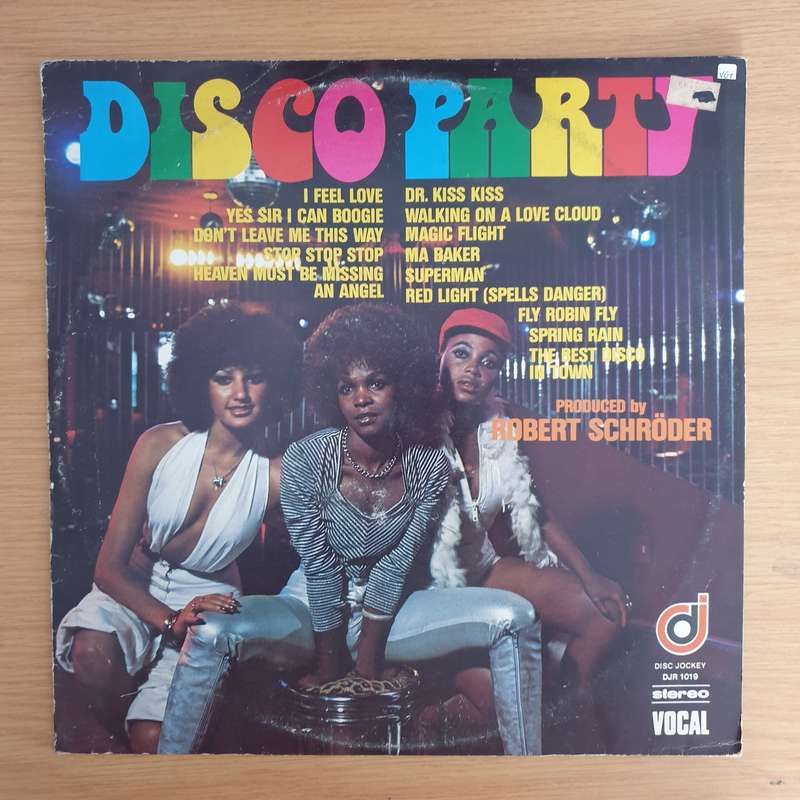 DISCO PARTY
I FEEL LOVE
YES SIR I CAN BOOGIE
DON'T LEAVE ME THIS WAY
STOP STOP STOP
HEAVEN MUST BE MISSING
AN ANGEL
DR. KISS KISS
WALKING ON A LOVE CLOUD
MAGIC FLIGHT
MA BAKER
SUPERMAN
RED LIGHT (SPELLS DANGER)
FLY ROBIN FLY
SPRING RAIN
THE BEST DISCO
IN TOWN
PRODUCED by
ROBERT SCHRÖDER
dj
DISC JOCKEY
DJR 1019
stereo
VOCAL